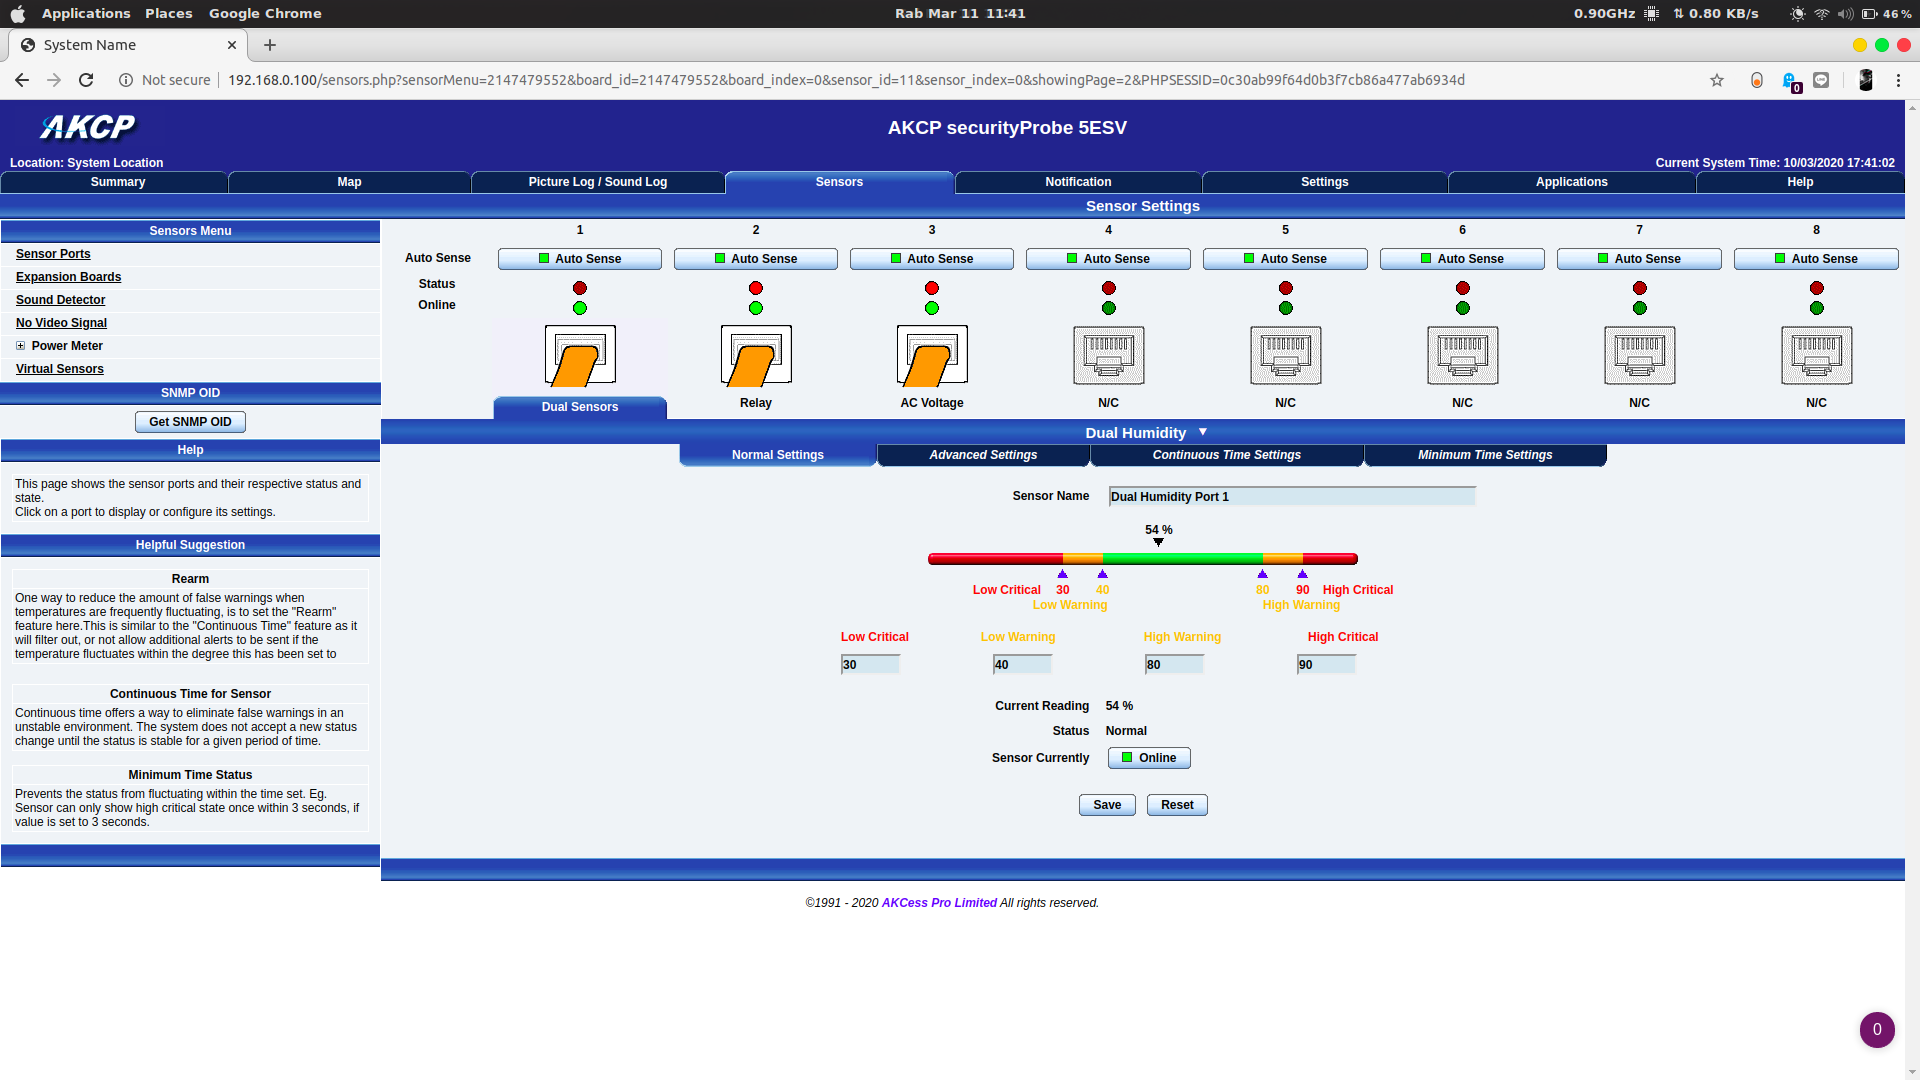 Applications Places Google Chrome
Rab Mar 11 11:41
0.90GHz 0.80 KB/s 46 %
System Name
Not secure 192.168.0.100/sensors.php?sensorMenu=2147479552&board_id=2147479552&board_index=0&sensor_id=11&sensor_index=0&showingPage=2&PHPSESSID=0c30ab99f64d0b3f7cb86a477ab6934d
0
AKCP
AKCP securityProbe 5ESV
Location: System Location
Current System Time: 10/03/2020 17:41:02
Summary Map Picture Log / Sound Log Sensors Notification Settings Applications Help
Sensor Settings
Sensors Menu
Sensor Ports
Expansion Boards
Sound Detector
No Video Signal
Power Meter
Virtual Sensors
SNMP OID
Get SNMP OID
Help
This page shows the sensor ports and their respective status and
state.
Click on a port to display or configure its settings.
Helpful Suggestion
Rearm
One way to reduce the amount of false warnings when
temperatures are frequently fluctuating, is to set the "Rearm"
feature here.This is similar to the "Continuous Time" feature as it
will filter out, or not allow additional alerts to be sent if the
temperature fluctuates within the degree this has been set to
Continuous Time for Sensor
Continuous time offers a way to eliminate false warnings in an
unstable environment. The system does not accept a new status
change until the status is stable for a given period of time.
Minimum Time Status
Prevents the status from fluctuating within the time set. Eg.
Sensor can only show high critical state once within 3 seconds, if
value is set to 3 seconds.
1 2 3 4 5 6 7 8
Auto Sense Auto Sense Auto Sense Auto Sense Auto Sense Auto Sense Auto Sense Auto Sense Auto Sense
Status
Online
Dual Sensors Relay AC Voltage N/C N/C N/C N/C N/C
Dual Humidity
Normal Settings Advanced Settings Continuous Time Settings Minimum Time Settings
Sensor Name Dual Humidity Port 1
54 %
Low Critical 30 40 80 90 High Critical
Low Warning High Warning
Low Critical Low Warning High Warning High Critical
30 40 80 90
Current Reading 54 %
Status Normal
Sensor Currently Online
Save Reset
©1991 - 2020 AKCess Pro Limited All rights reserved.
0